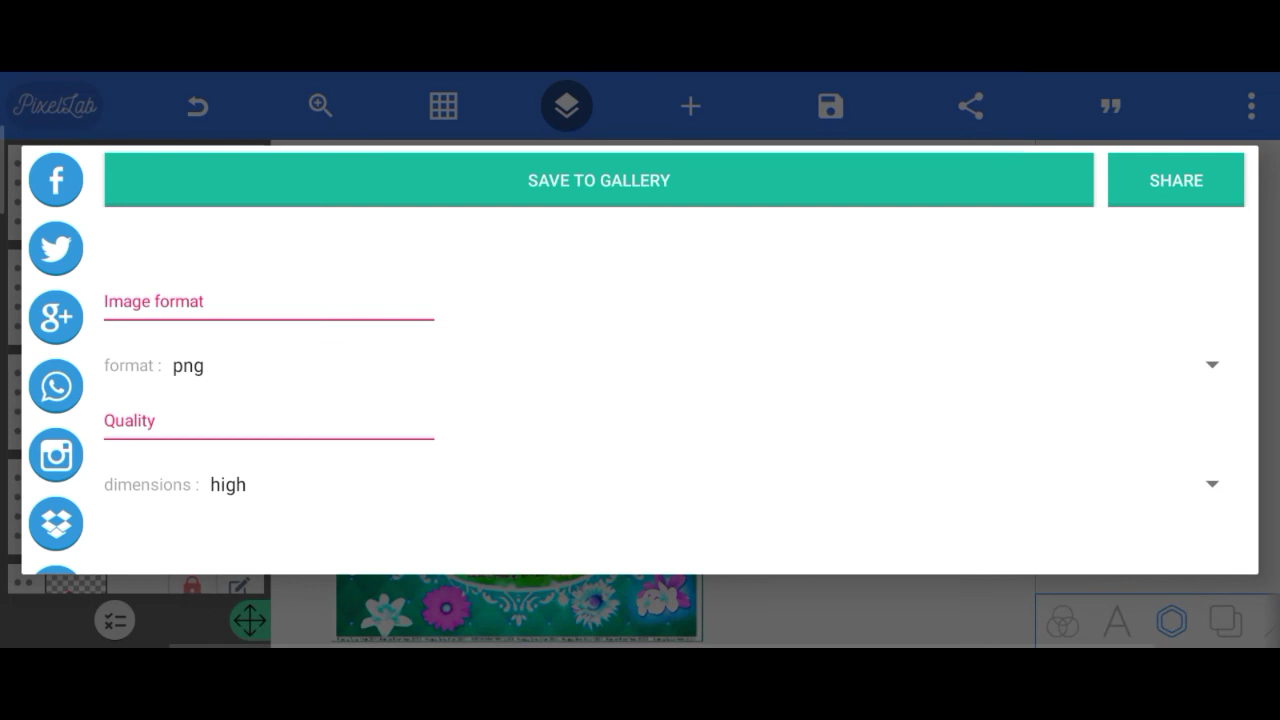 PixelLab
SAVE TO GALLERY
SHARE
Image format
format : png
Quality
dimensions : high